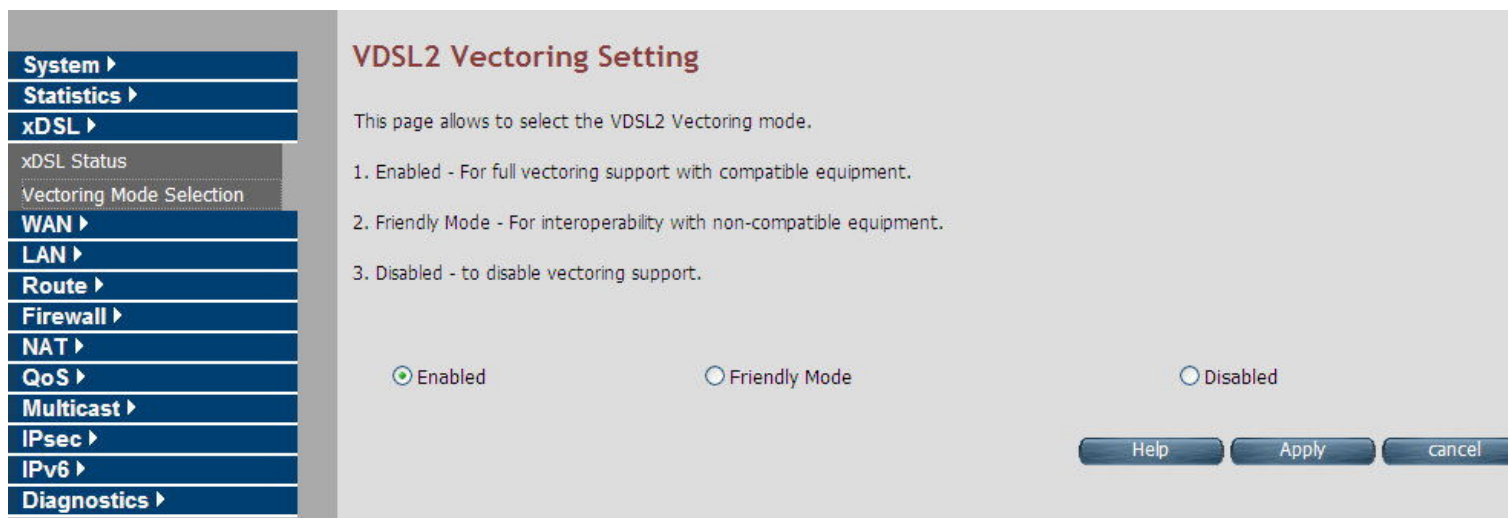 System
Statistics
xDSL
xDSL Status
Vectoring Mode Selection
WAN
LAN
Route
Firewall
NAT
QoS
Multicast
IPsec
IPv6
Diagnostics
VDSL2 Vectoring Setting
This page allows to select the VDSL2 Vectoring mode.
1. Enabled - For full vectoring support with compatible equipment.
2. Friendly Mode - For interoperability with non-compatible equipment.
3. Disabled - to disable vectoring support.
Enabled Friendly Mode Disabled
Help Apply cancel